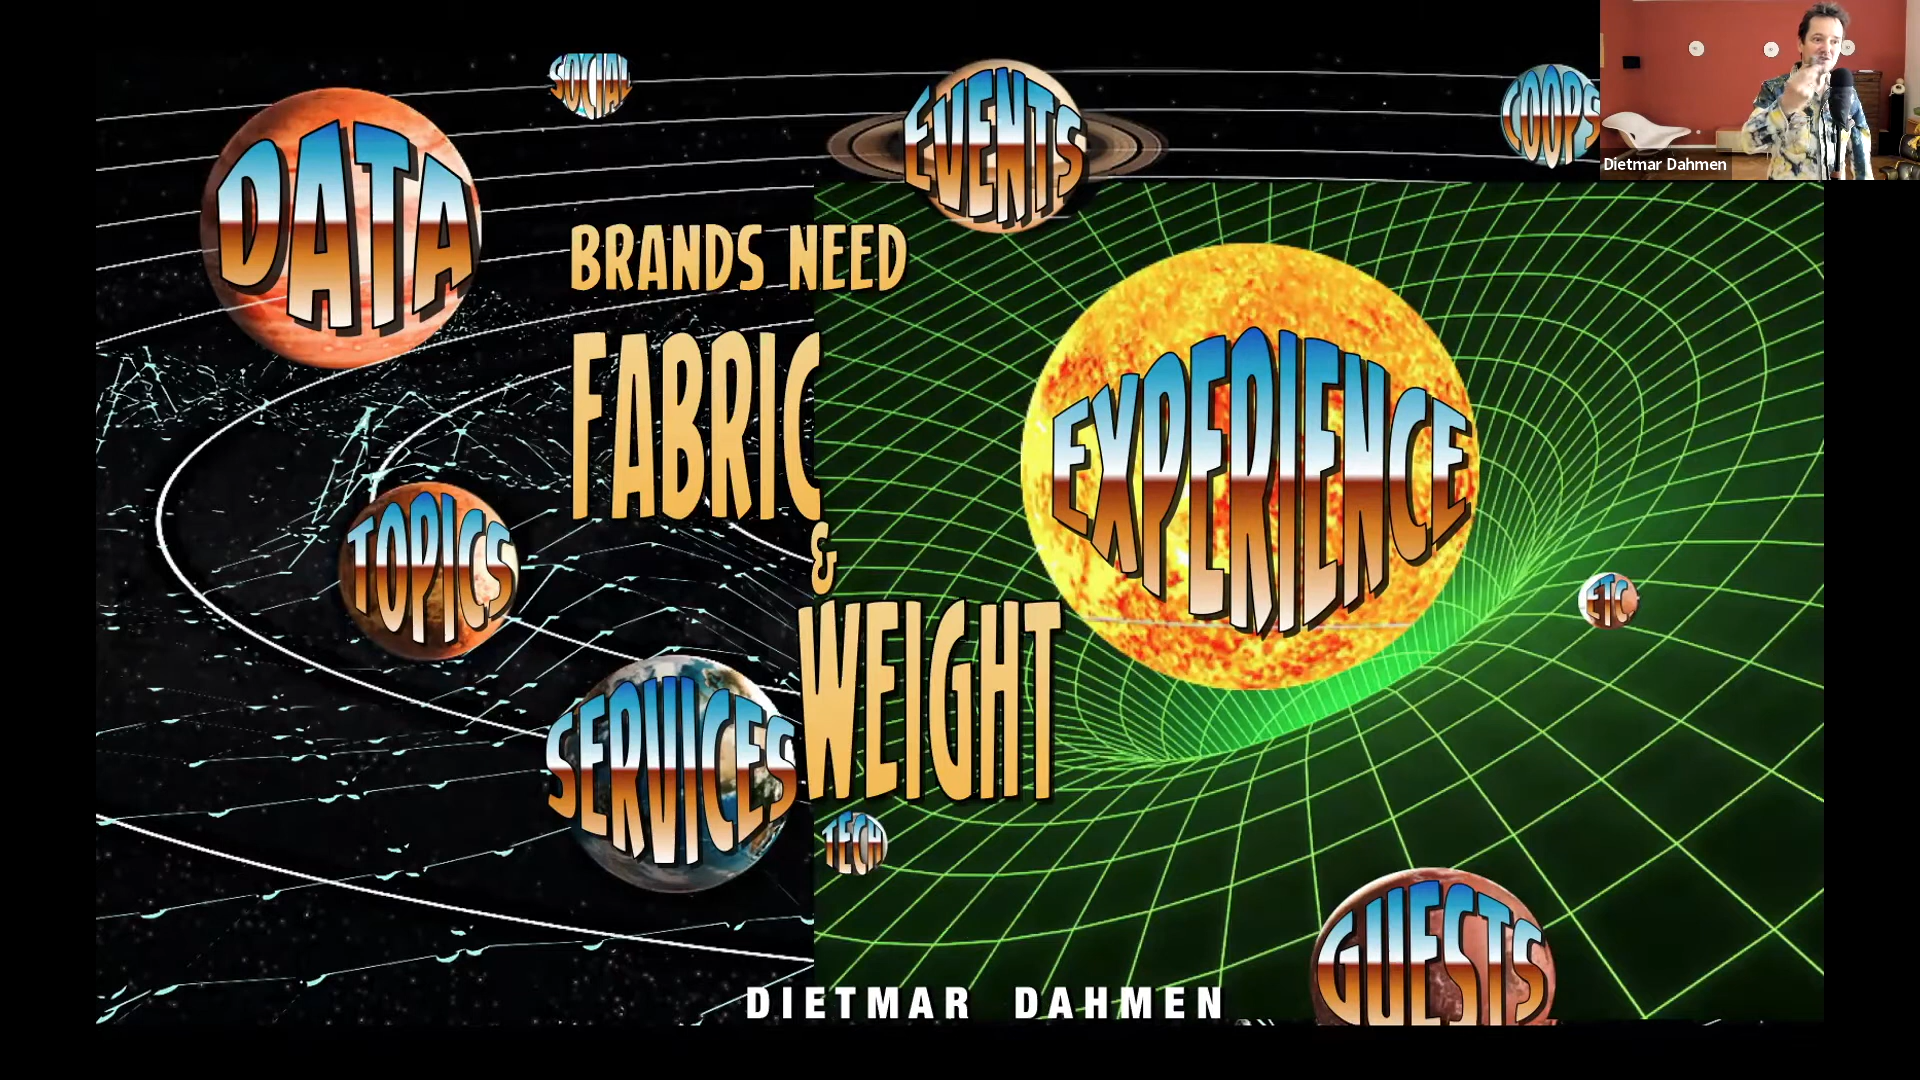 SOCIAL
EVENTS
COOPS
Dietmar Dahmen
DATA
BRANDS NEED
FABRIC
&
WEIGHT
EXPERIENCE
TOPICS
ETC.
SERVICES
TECH
GUESTS
DIETMAR DAHMEN